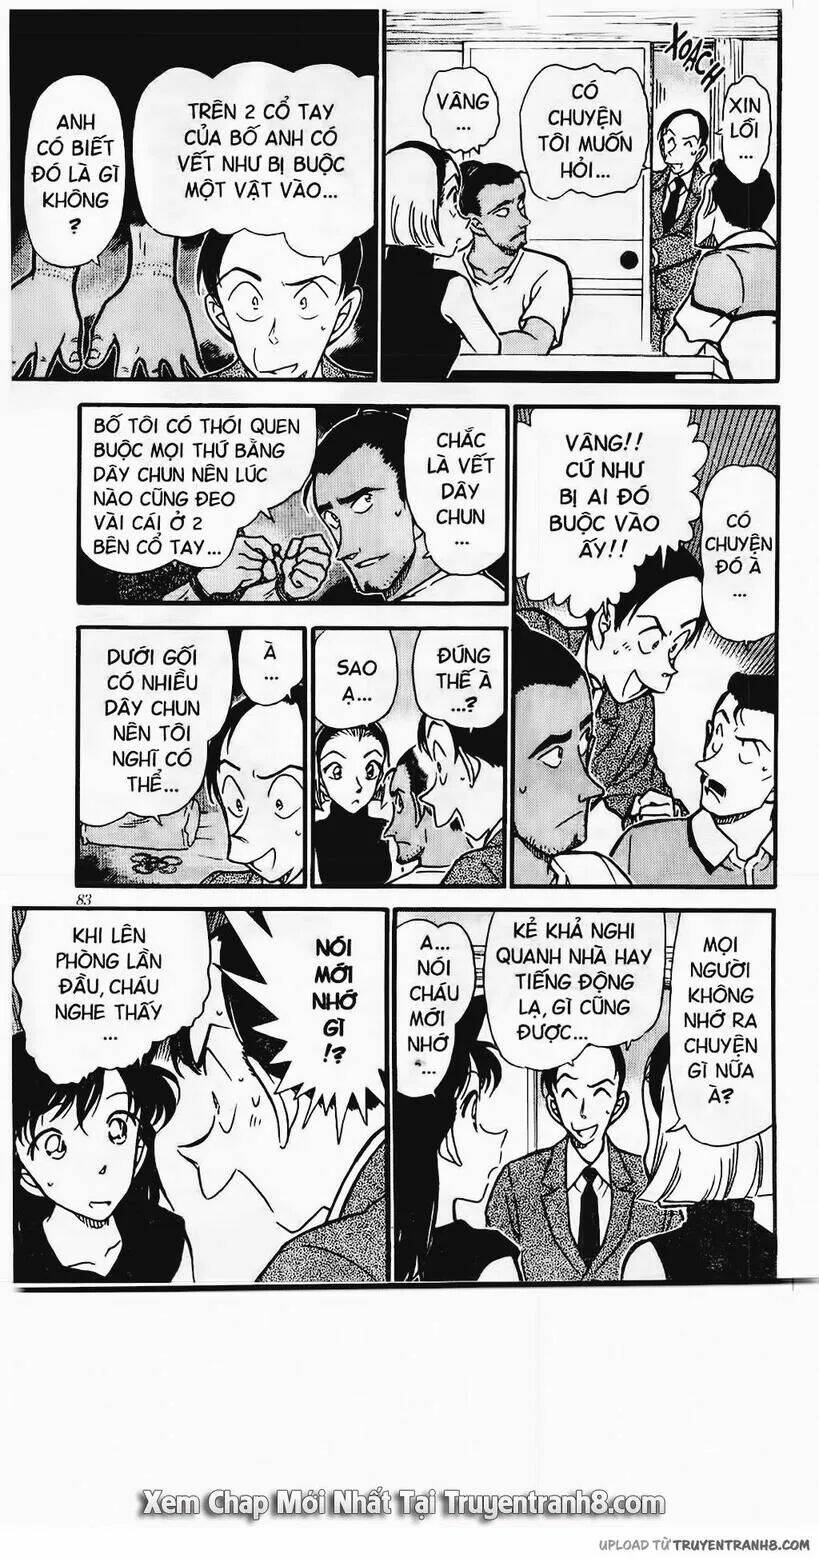 XOẠCH
XIN
LỖI
...
CÓ
CHUYỆN
TÔI MUỐN
HỎI...
VÂNG
...
TRÊN 2 CỔ TAY
CỦA BỐ ANH CÓ
VẾT NHƯ BỊ BUỘC
MỘT VẬT VÀO...
ANH
CÓ BIẾT
ĐÓ LÀ GÌ
KHÔNG
?
CÓ
CHUYỆN
ĐÓ À
...
VÂNG!!
CỨ NHƯ
BỊ AI ĐÓ
BUỘC VÀO
ẤY!!
CHẮC
LÀ VẾT
DÂY
CHUN
...
BỐ TÔI CÓ THÓI QUEN
BUỘC MỌI THỨ BẰNG
DÂY CHUN NÊN LÚC
NÀO CŨNG ĐEO
VÀI CÁI Ở 2
BÊN CỔ TAY...
ĐÚNG
THẾ À
...?
SAO
Ạ...
À
...
DƯỚI GỐI
CÓ NHIỀU
DÂY CHUN
NÊN TÔI
NGHĨ CÓ
THỂ...
83
MỌI
NGƯỜI
KHÔNG
NHỚ RA
CHUYỆN
GÌ NỮA
À?
KẺ KHẢ NGHI
QUANH NHÀ HAY
TIẾNG ĐỘNG
LẠ, GÌ CŨNG
ĐƯỢC...
A...
NÓI
CHÁU
MỚI
NHỚ
...
NÓI
MỚI
NHỚ
GÌ
!?
KHI LÊN
PHÒNG LẦN
ĐẦU, CHÁU
NGHE THẤY
...
Xem Chap Mới Nhất Tại Truyentranh8.com
UPLOAD TỪ TRUYENTRANH8.COM